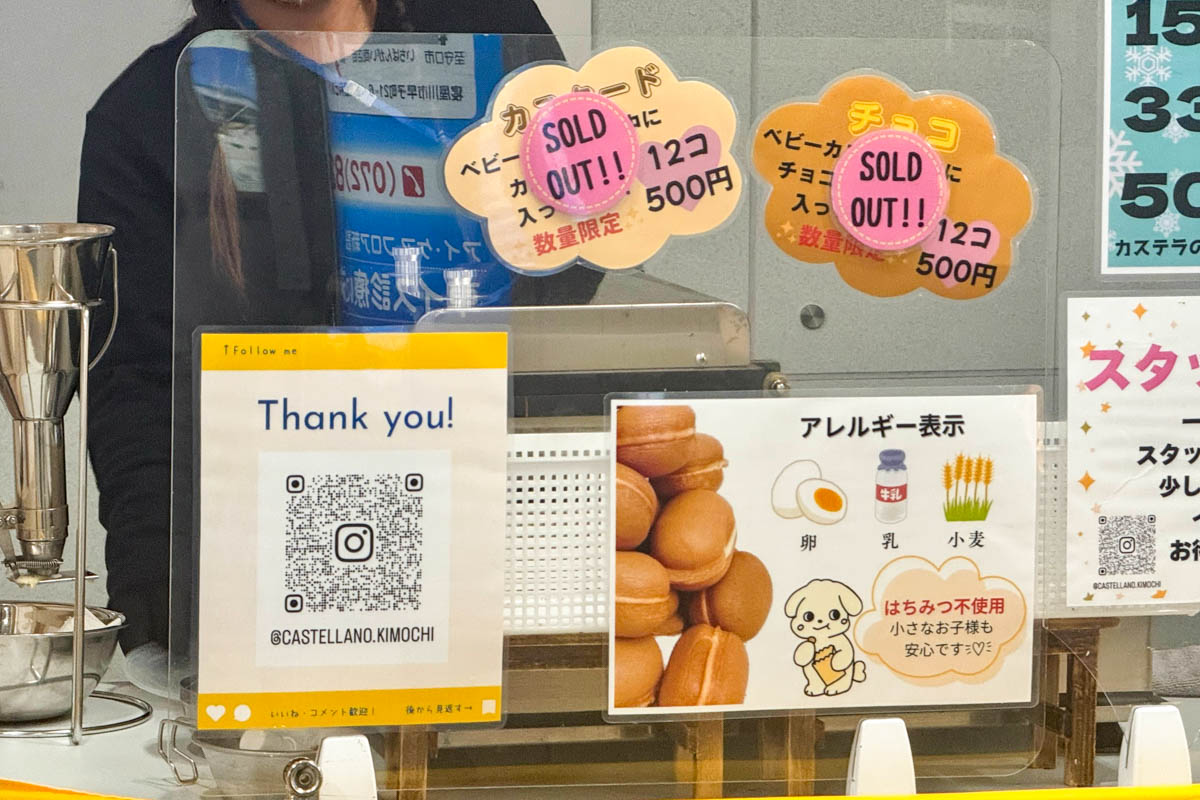 カスタード
SOLD
OUT!!
ベビー
中に
入っ
12コ
500円
数量限定
チョコ
SOLD
OUT!!
ベビーカ
に
チョコ
入っ
12コ
500円
数量限定
15
33
50
カステラの
↑Follow me
Thank you!
@CASTELLANO.KIMOCHI
いいね・コメント歓迎!
後から見返す→
アレルギー表示
牛乳
卵
乳
小麦
はちみつ不使用
小さなお子様も
安心です
スタッ
スタッ
少し
お待
@CASTELLANO.KIMOCHI
(072)8